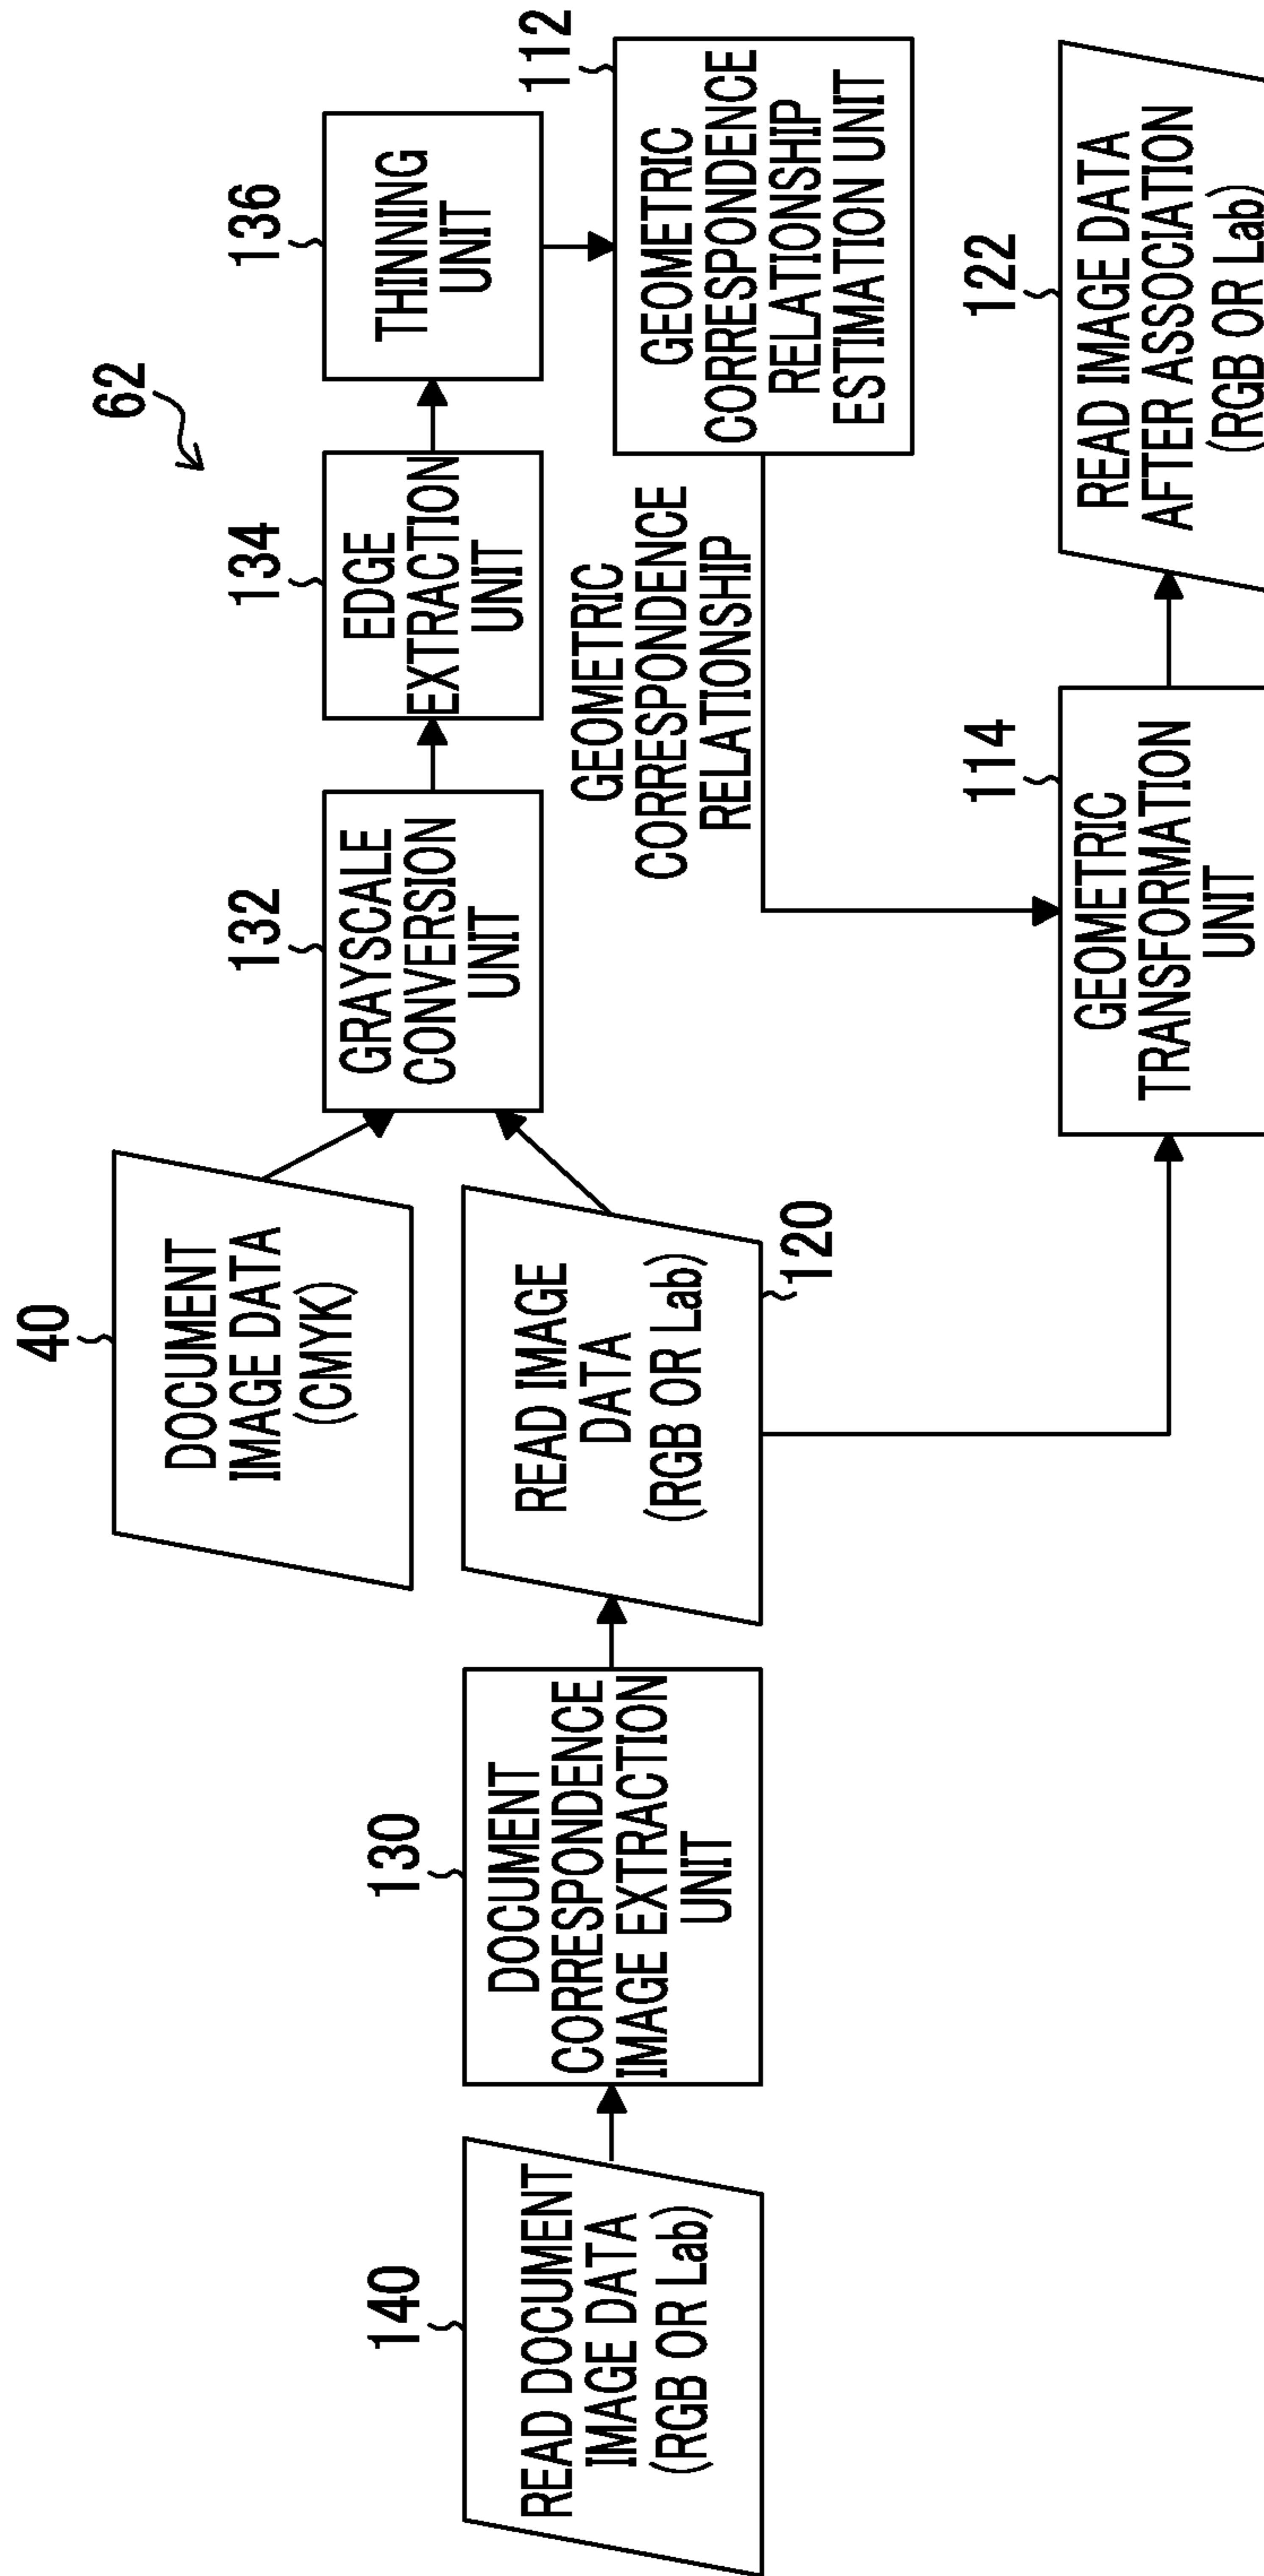 62
40
DOCUMENT
IMAGE DATA
(CMYK)
132
GRAYSCALE
CONVERSION
UNIT
134
EDGE
EXTRACTION
UNIT
136
THINNING
UNIT
140
READ DOCUMENT
IMAGE DATA
(RGB OR Lab)
130
DOCUMENT
CORRESPONDENCE
IMAGE EXTRACTION
UNIT
READ IMAGE
DATA
(RGB OR Lab)
120
GEOMETRIC
CORRESPONDENCE
RELATIONSHIP
112
GEOMETRIC
CORRESPONDENCE
RELATIONSHIP
ESTIMATION UNIT
114
GEOMETRIC
TRANSFORMATION
UNIT
122
READ IMAGE DATA
AFTER ASSOCIATION
(RGB OR Lab)